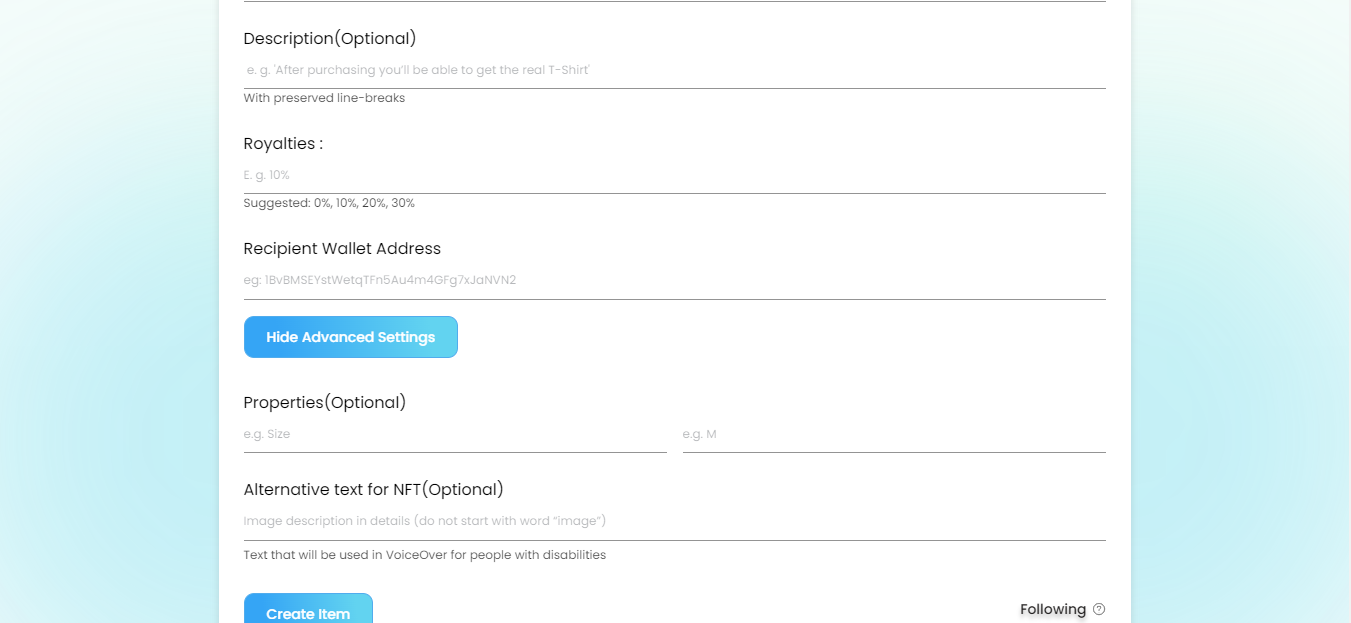 Description(Optional)
e. g. 'After purchasing you'll be able to get the real T-Shirt'
With preserved line-breaks
Royalties :
E. g. 10%
Suggested: 0%, 10%, 20%, 30%
Recipient Wallet Address
eg: 1BvBMSEYstWetqTFn5Au4m4GFg7xJaNVN2
Hide Advanced Settings
Properties(Optional)
e.g. Size
e.g. M
Alternative text for NFT(Optional)
Image description in details (do not start with word “image”)
Text that will be used in VoiceOver for people with disabilities
Create Item
Following ?